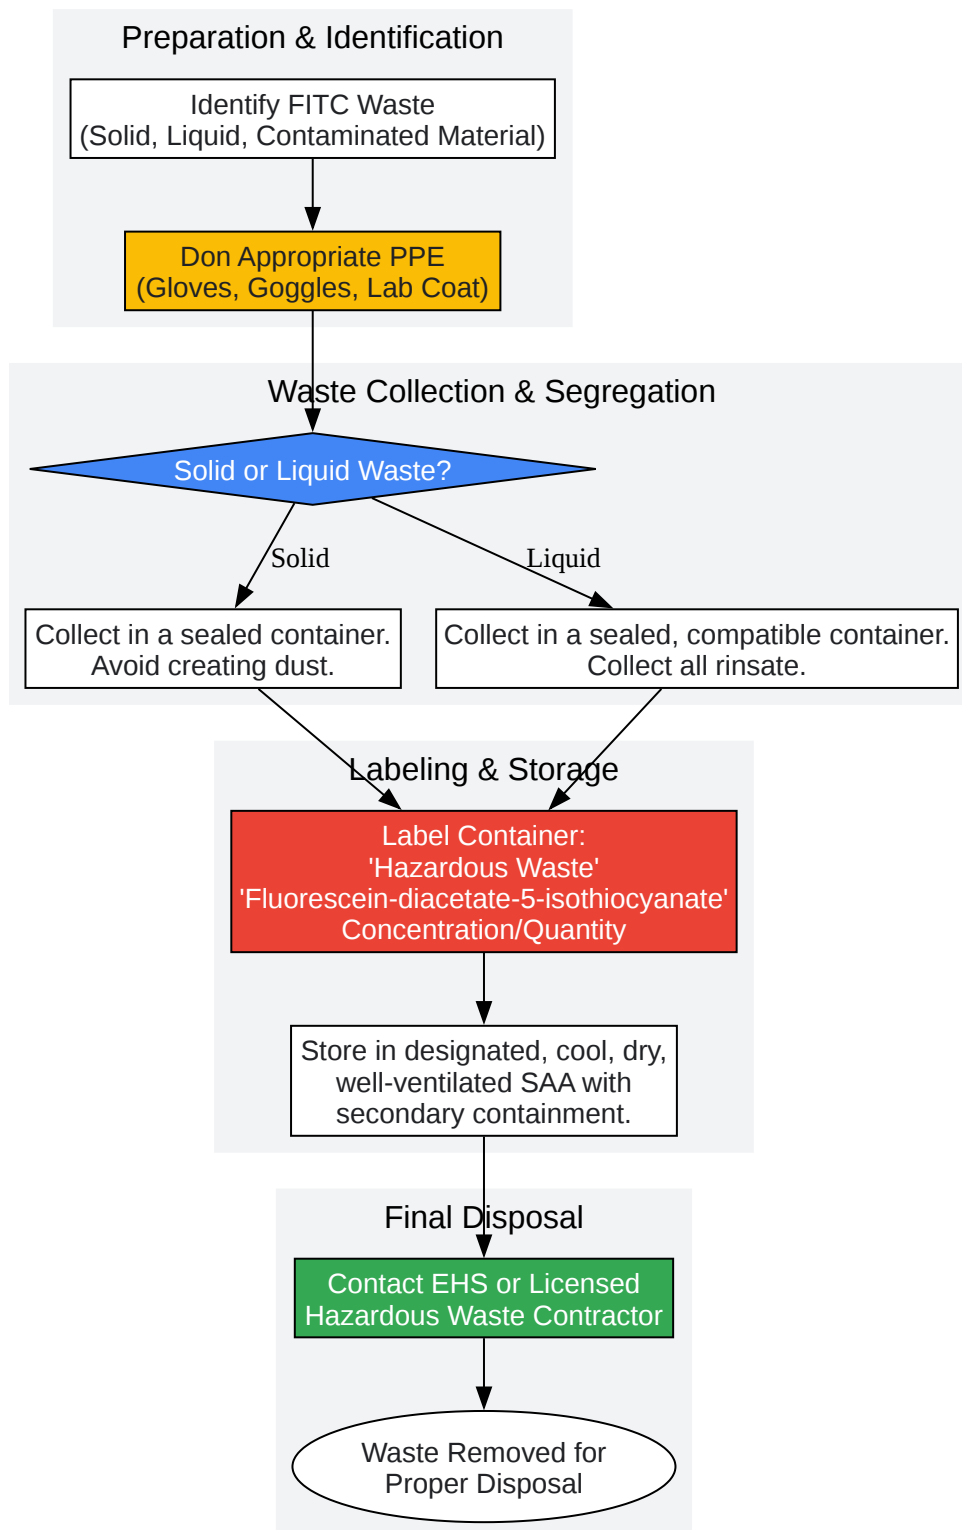 Preparation & Identification
Identify FITC Waste
(Solid, Liquid, Contaminated Material)
Don Appropriate PPE
(Gloves, Goggles, Lab Coat)
Waste Collection & Segregation
Solid or Liquid Waste?
Solid
Liquid
Collect in a sealed container.
Avoid creating dust.
Collect in a sealed, compatible container.
Collect all rinsate.
Labeling & Storage
Label Container:
'Hazardous Waste'
'Fluorescein-diacetate-5-isothiocyanate'
Concentration/Quantity
Store in designated, cool, dry,
well-ventilated SAA with
secondary containment.
Final Disposal
Contact EHS or Licensed
Hazardous Waste Contractor
Waste Removed for
Proper Disposal